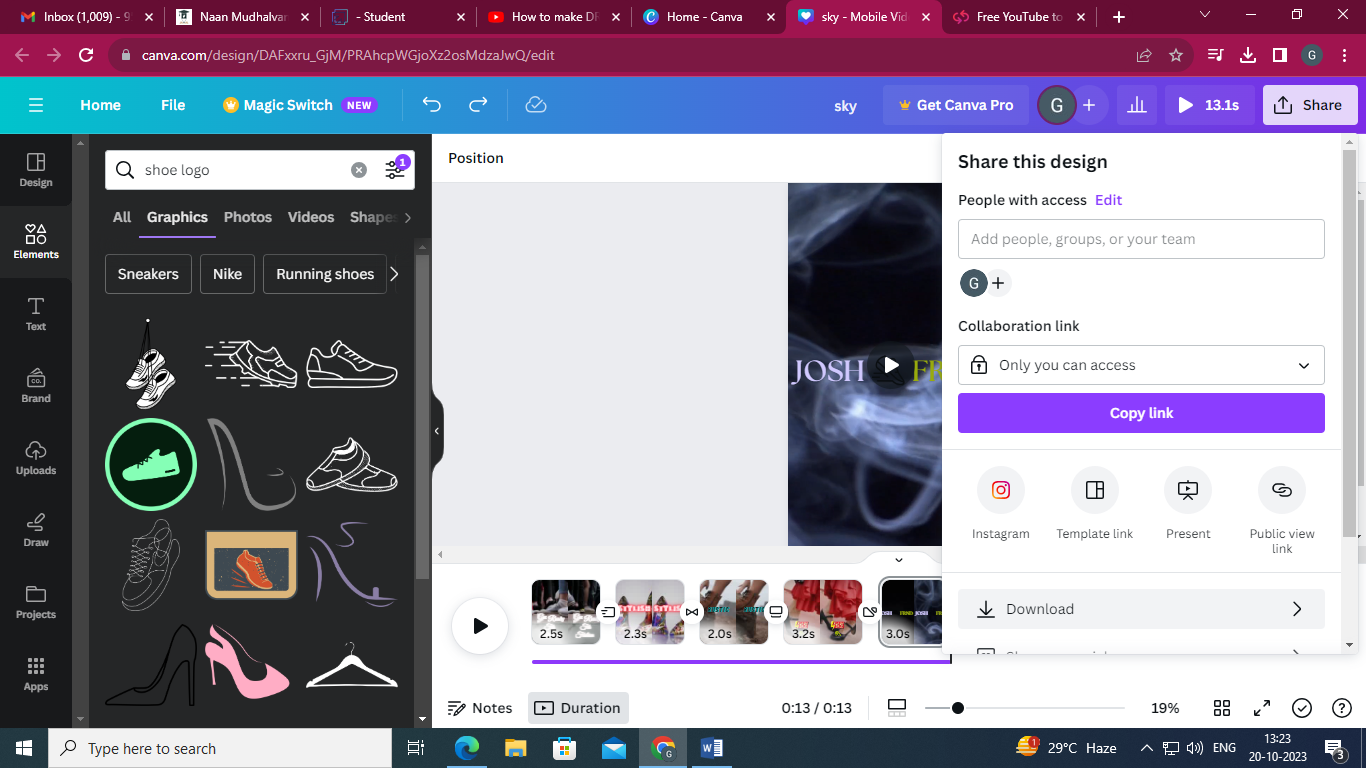 Inbox (1,009) - 9
Naan Mudhalvan
- Student
How to make DP
Home - Canva
sky - Mobile Vid
Free YouTube to
canva.com/design/DAFxxru_GjM/PRAhcpWGjoXz2osMdzaJwQ/edit
G
Home
File
Magic Switch
NEW
sky
Get Canva Pro
G
13.1s
Share
Design
Elements
Text
CO.
Brand
Uploads
Draw
Projects
Apps
shoe logo
1
All
Graphics
Photos
Videos
Shapes
Sneakers
Nike
Running shoes
Position
JOSH
Share this design
People with access
Edit
Add people, groups, or your team
G
Collaboration link
Only you can access
Copy link
Instagram
Template link
Present
Public view
link
Download
2.5s
STYLISH
2.3s
2.0s
3.2s
JOSH
3.0s
Notes
Duration
0:13 / 0:13
19%
Type here to search
G
29°C Haze
ENG
13:23
20-10-2023
3